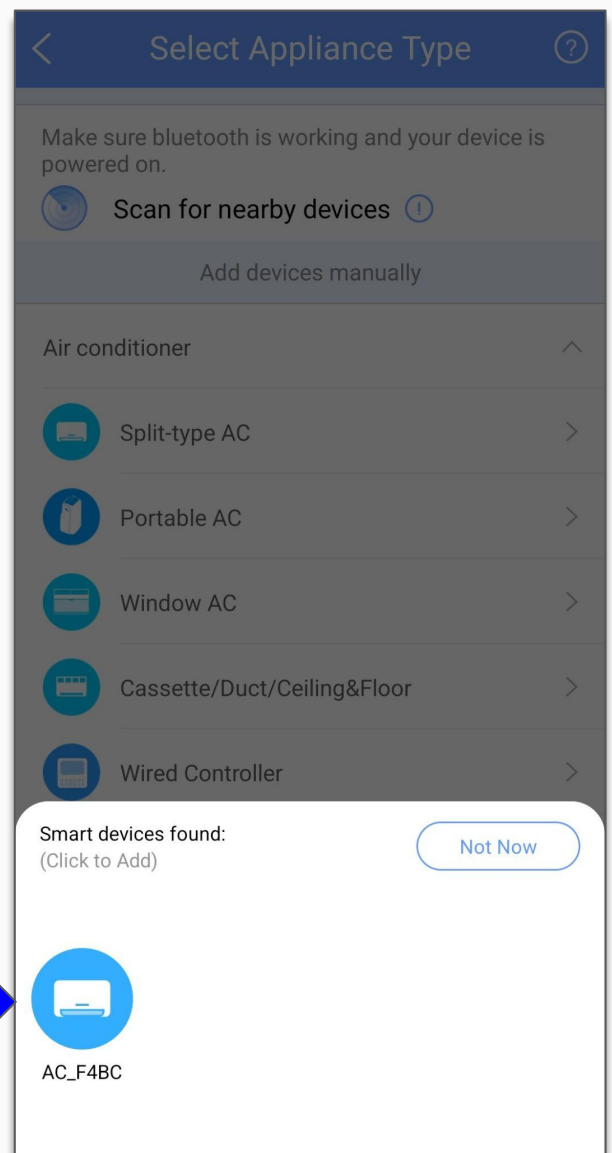 Select Appliance Type
Make sure bluetooth is working and your device is
powered on.
Scan for nearby devices
Add devices manually
Air conditioner
Split-type AC
Portable AC
Window AC
Cassette/Duct/Ceiling&Floor
Wired Controller
Smart devices found:
(Click to Add)
Not Now
AC_F4BC